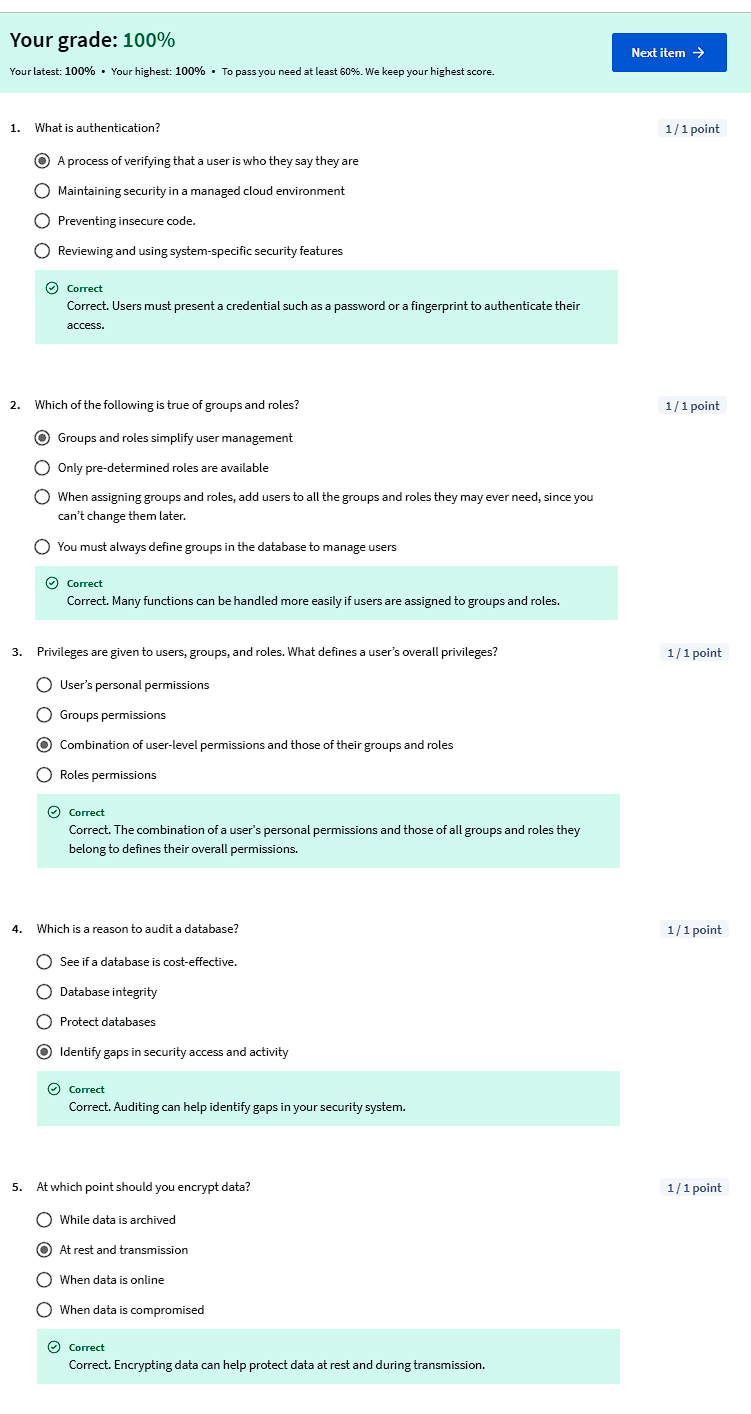 Your grade: 100%
Next item →
Your latest: 100% • Your highest: 100% • To pass you need at least 60%. We keep your highest score.
1. What is authentication?
1 / 1 point
A process of verifying that a user is who they say they are
Maintaining security in a managed cloud environment
Preventing insecure code.
Reviewing and using system-specific security features
Correct
Correct. Users must present a credential such as a password or a fingerprint to authenticate their
access.
2. Which of the following is true of groups and roles?
1 / 1 point
Groups and roles simplify user management
Only pre-determined roles are available
When assigning groups and roles, add users to all the groups and roles they may ever need, since you
can't change them later.
You must always define groups in the database to manage users
Correct
Correct. Many functions can be handled more easily if users are assigned to groups and roles.
3. Privileges are given to users, groups, and roles. What defines a user's overall privileges?
1 / 1 point
User's personal permissions
Groups permissions
Combination of user-level permissions and those of their groups and roles
Roles permissions
Correct
Correct. The combination of a user's personal permissions and those of all groups and roles they
belong to defines their overall permissions.
4. Which is a reason to audit a database?
1 / 1 point
See if a database is cost-effective.
Database integrity
Protect databases
Identify gaps in security access and activity
Correct
Correct. Auditing can help identify gaps in your security system.
5. At which point should you encrypt data?
1 / 1 point
While data is archived
At rest and transmission
When data is online
When data is compromised
Correct
Correct. Encrypting data can help protect data at rest and during transmission.